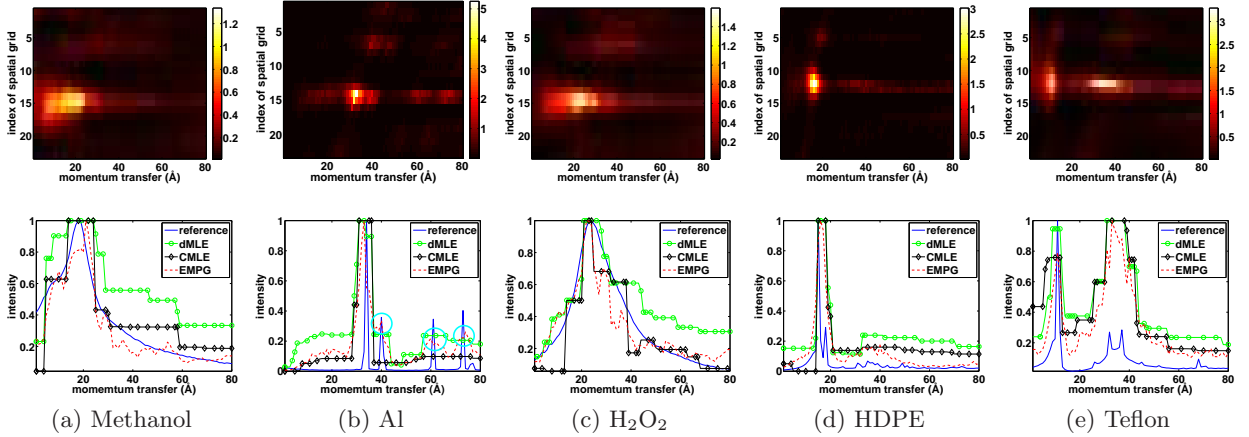 index of spatial grid
5
10
15
20
20 40 60 80
momentum transfer (Å)
1.2
1
0.8
0.6
0.4
0.2
index of spatial grid
5
10
15
20
20 40 60 80
momentum transfer (Å)
5
4
3
2
1
index of spatial grid
5
10
15
20
20 40 60 80
momentum transfer (Å)
1.4
1.2
1
0.8
0.6
0.4
0.2
index of spatial grid
5
10
15
20
20 40 60 80
momentum transfer (Å)
3
2.5
2
1.5
1
0.5
index of spatial grid
5
10
15
20
20 40 60 80
momentum transfer (Å)
3
2.5
2
1.5
1
0.5
0
intensity
1
0.8
0.6
0.4
0.2
20 40 60 80
momentum transfer (Å)
reference
dMLE
CMLE
EMPG
(a) Methanol
intensity
1
0.8
0.6
0.4
0.2
0
20 40 60 80
momentum transfer (Å)
reference
dMLE
CMLE
EMPG
(b) Al
intensity
1
0.8
0.6
0.4
0.2
20 40 60 80
momentum transfer (Å)
reference
dMLE
CMLE
EMPG
(c) H₂O₂
intensity
1
0.8
0.6
0.4
0.2
0
20 40 60 80
momentum transfer (Å)
reference
dMLE
CMLE
EMPG
(d) HDPE
intensity
1
0.8
0.6
0.4
0.2
20 40 60 80
momentum transfer (Å)
reference
dMLE
CMLE
EMPG
(e) Teflon